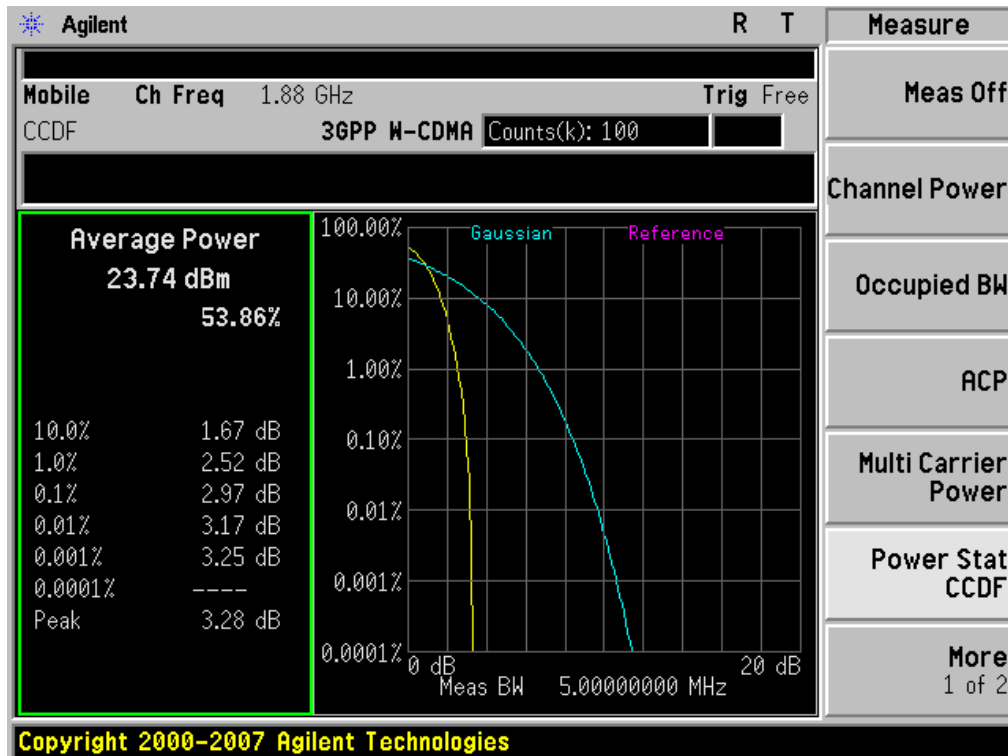 Agilent R T Measure
Mobile Ch Freq 1.88 GHz Trig Free
CCDF 3GPP W-CDMA Counts(k): 100
Average Power
23.74 dBm
53.86%
10.0% 1.67 dB
1.0% 2.52 dB
0.1% 2.97 dB
0.01% 3.17 dB
0.001% 3.25 dB
0.0001% ----
Peak 3.28 dB
Gaussian Reference
100.00%
10.00%
1.00%
0.10%
0.01%
0.001%
0.0001%
0 dB 20 dB
Meas BW 5.00000000 MHz
Meas Off
Channel Power
Occupied BW
ACP
Multi Carrier
Power
Power Stat
CCDF
More
1 of 2
Copyright 2000-2007 Agilent Technologies